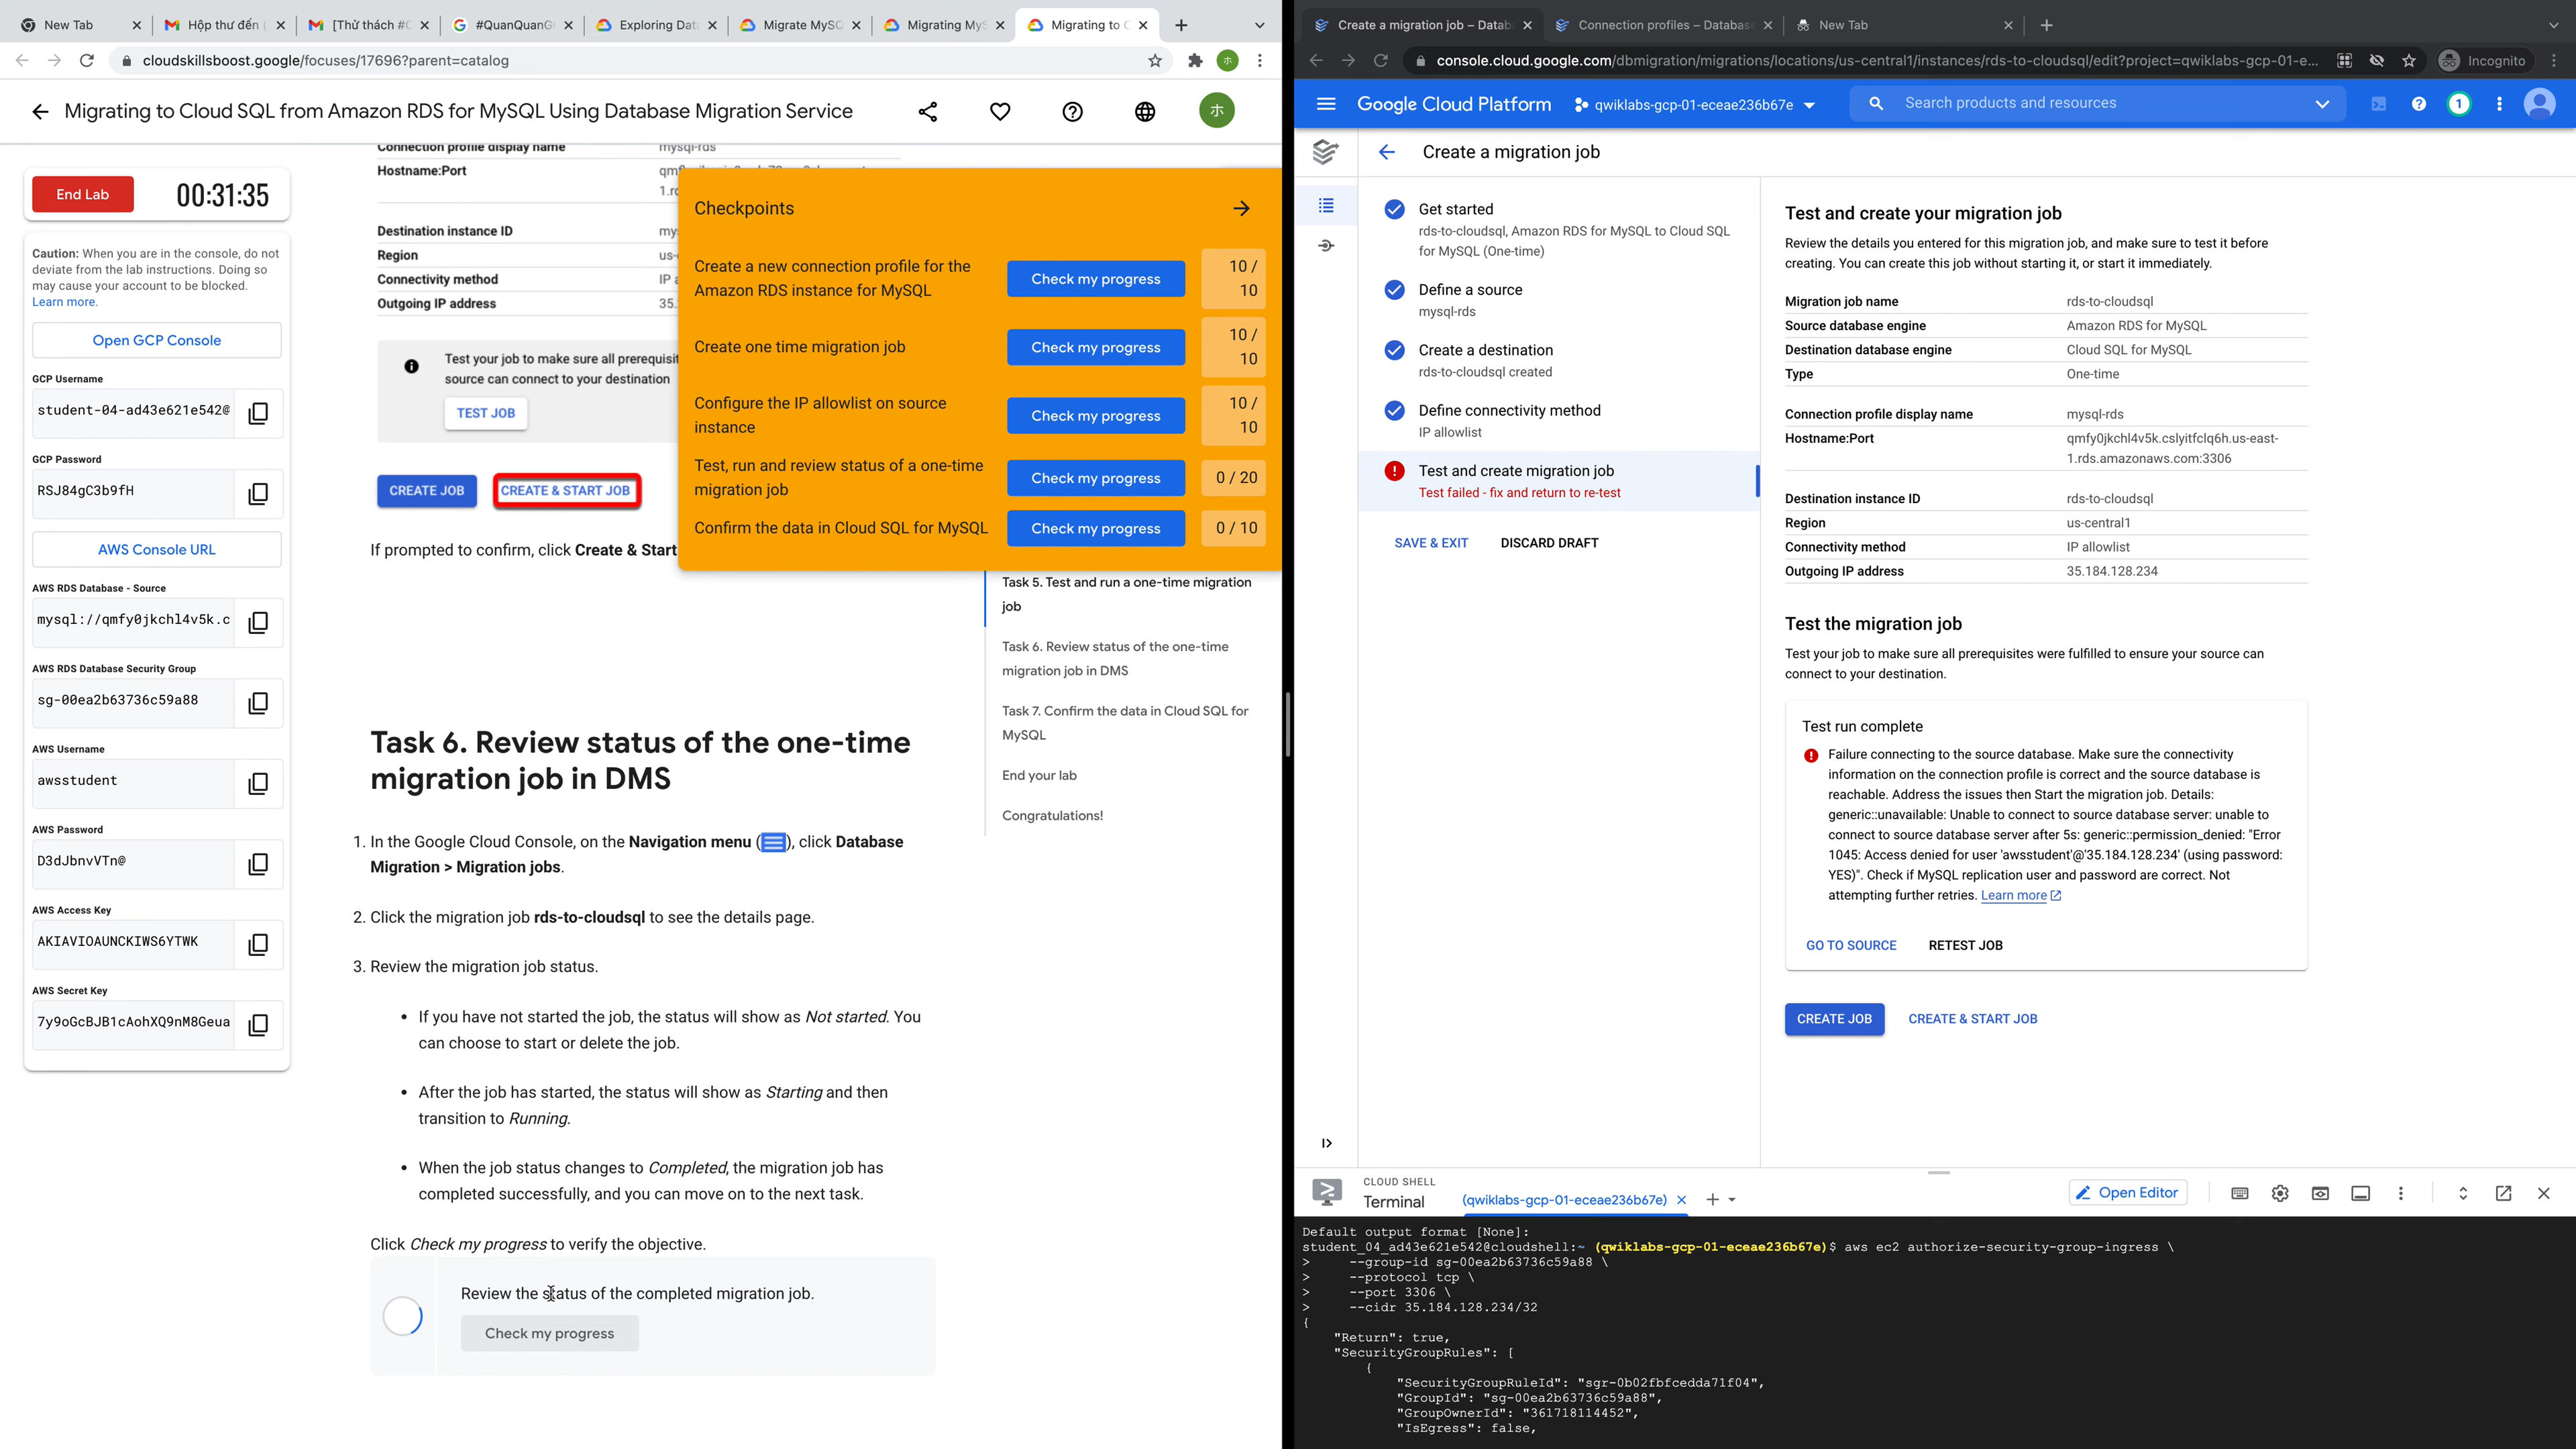 New Tab
Hộp thư đến (
[Thử thách #Q
#QuanQuanG
Exploring Data
Migrate MySQ
Migrating MyS
Migrating to C
cloudskillsboost.google/focuses/17696?parent=catalog
Migrating to Cloud SQL from Amazon RDS for MySQL Using Database Migration Service
ホ
ホ
End Lab
00:31:35
Caution: When you are in the console, do not
deviate from the lab instructions. Doing so
may cause your account to be blocked.
Learn more.
Open GCP Console
GCP Username
student-04-ad43e621e542@
GCP Password
RSJ84gC3b9fH
AWS Console URL
AWS RDS Database - Source
mysql://qmfy0jkchl4v5k.c
AWS RDS Database Security Group
sg-00ea2b63736c59a88
AWS Username
awsstudent
AWS Password
D3dJbnvVTn@
AWS Access Key
AKIAVIOAUNCKIWS6YTWK
AWS Secret Key
7y9oGcBJB1cAohXQ9nM8Geua
Connection profile display name mysql-rds
Hostname:Port
Destination instance ID
Region
Connectivity method
Outgoing IP address
Test your job to make sure all prerequisit
source can connect to your destination
TEST JOB
CREATE JOB
CREATE & START JOB
If prompted to confirm, click Create & Start
Checkpoints
Create a new connection profile for the
Amazon RDS instance for MySQL
Check my progress
10 /
10
Create one time migration job
Check my progress
10 /
10
Configure the IP allowlist on source
instance
Check my progress
10 /
10
Test, run and review status of a one-time
migration job
Check my progress
0 / 20
Confirm the data in Cloud SQL for MySQL
Check my progress
0 / 10
Task 5. Test and run a one-time migration
job
Task 6. Review status of the one-time
migration job in DMS
Task 7. Confirm the data in Cloud SQL for
MySQL
End your lab
Congratulations!
Task 6. Review status of the one-time
migration job in DMS
1. In the Google Cloud Console, on the Navigation menu ( ), click Database
Migration > Migration jobs.
2. Click the migration job rds-to-cloudsql to see the details page.
3. Review the migration job status.
• If you have not started the job, the status will show as Not started. You
can choose to start or delete the job.
• After the job has started, the status will show as Starting and then
transition to Running.
• When the job status changes to Completed, the migration job has
completed successfully, and you can move on to the next task.
Click Check my progress to verify the objective.
Review the status of the completed migration job.
Check my progress
Create a migration job – Datab
Connection profiles – Database
New Tab
console.cloud.google.com/dbmigration/migrations/locations/us-central1/instances/rds-to-cloudsql/edit?project=qwiklabs-gcp-01-e...
Incognito
Google Cloud Platform
qwiklabs-gcp-01-eceae236b67e
Search products and resources
1
Create a migration job
Get started
rds-to-cloudsql, Amazon RDS for MySQL to Cloud SQL
for MySQL (One-time)
Define a source
mysql-rds
Create a destination
rds-to-cloudsql created
Define connectivity method
IP allowlist
Test and create migration job
Test failed - fix and return to re-test
SAVE & EXIT
DISCARD DRAFT
Test and create your migration job
Review the details you entered for this migration job, and make sure to test it before
creating. You can create this job without starting it, or start it immediately.
Migration job name rds-to-cloudsql
Source database engine Amazon RDS for MySQL
Destination database engine Cloud SQL for MySQL
Type One-time
Connection profile display name mysql-rds
Hostname:Port qmfy0jkchl4v5k.cslyitfclq6h.us-east-
1.rds.amazonaws.com:3306
Destination instance ID rds-to-cloudsql
Region us-central1
Connectivity method IP allowlist
Outgoing IP address 35.184.128.234
Test the migration job
Test your job to make sure all prerequisites were fulfilled to ensure your source can
connect to your destination.
Test run complete
Failure connecting to the source database. Make sure the connectivity
information on the connection profile is correct and the source database is
reachable. Address the issues then Start the migration job. Details:
generic::unavailable: Unable to connect to source database server: unable to
connect to source database server after 5s: generic::permission_denied: "Error
1045: Access denied for user 'awsstudent'@'35.184.128.234' (using password:
YES)". Check if MySQL replication user and password are correct. Not
attempting further retries. Learn more
GO TO SOURCE
RETEST JOB
CREATE JOB
CREATE & START JOB
CLOUD SHELL
Terminal
(qwiklabs-gcp-01-eceae236b67e)
Open Editor
Default output format [None]:
student_04_ad43e621e542@cloudshell:~ (qwiklabs-gcp-01-eceae236b67e)$ aws ec2 authorize-security-group-ingress \
> --group-id sg-00ea2b63736c59a88 \
> --protocol tcp \
> --port 3306 \
> --cidr 35.184.128.234/32
{
"Return": true,
"SecurityGroupRules": [
{
"SecurityGroupRuleId": "sgr-0b02fbfcedda71f04",
"GroupId": "sg-00ea2b63736c59a88",
"GroupOwnerId": "361718114452",
"IsEgress": false,